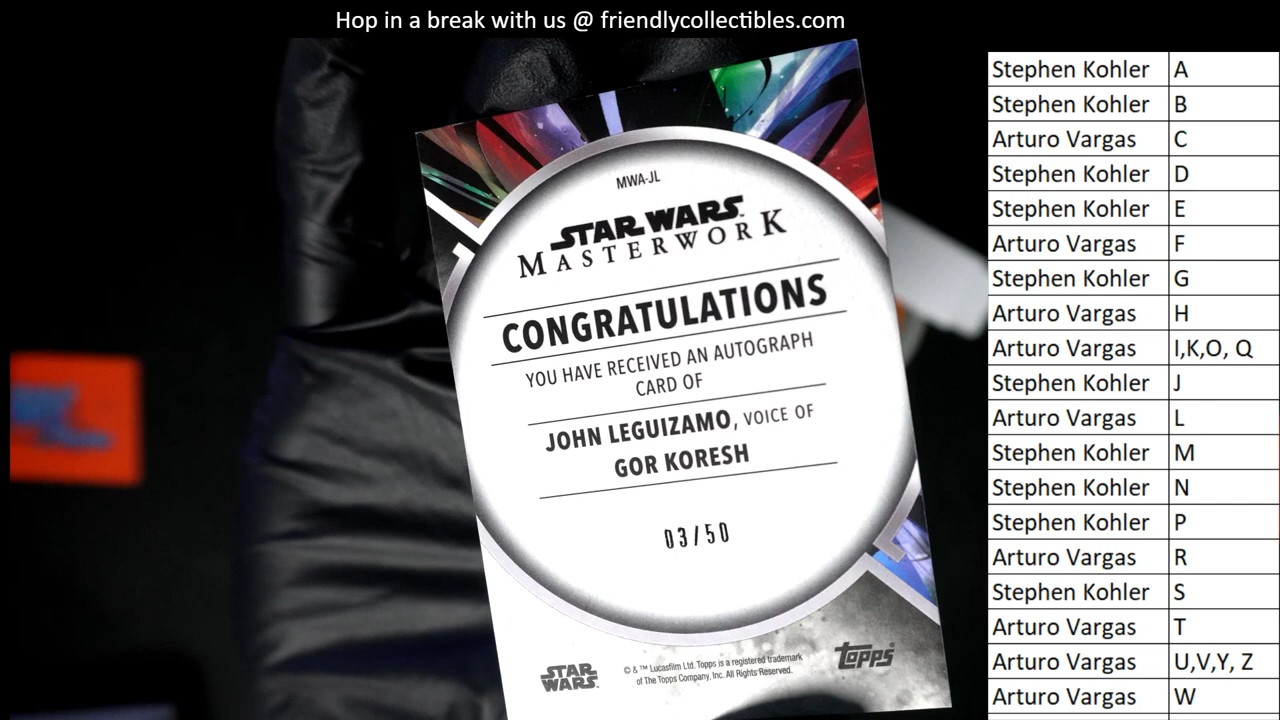 Hop in a break with us @ friendlycollectibles.com
MWA-JL
STAR WARS
MASTERWORK
CONGRATULATIONS
YOU HAVE RECEIVED AN AUTOGRAPH
CARD OF
JOHN LEGUIZAMO, VOICE OF
GOR KORESH
03/50
STAR
WARS
© & ™ Lucasfilm Ltd. Topps is a registered trademark
of The Topps Company, Inc. All Rights Reserved.
topps
Stephen Kohler A
Stephen Kohler B
Arturo Vargas C
Stephen Kohler D
Stephen Kohler E
Arturo Vargas F
Stephen Kohler G
Arturo Vargas H
Arturo Vargas I,K,O, Q
Stephen Kohler J
Arturo Vargas L
Stephen Kohler M
Stephen Kohler N
Stephen Kohler P
Arturo Vargas R
Stephen Kohler S
Arturo Vargas T
Arturo Vargas U,V,Y, Z
Arturo Vargas W